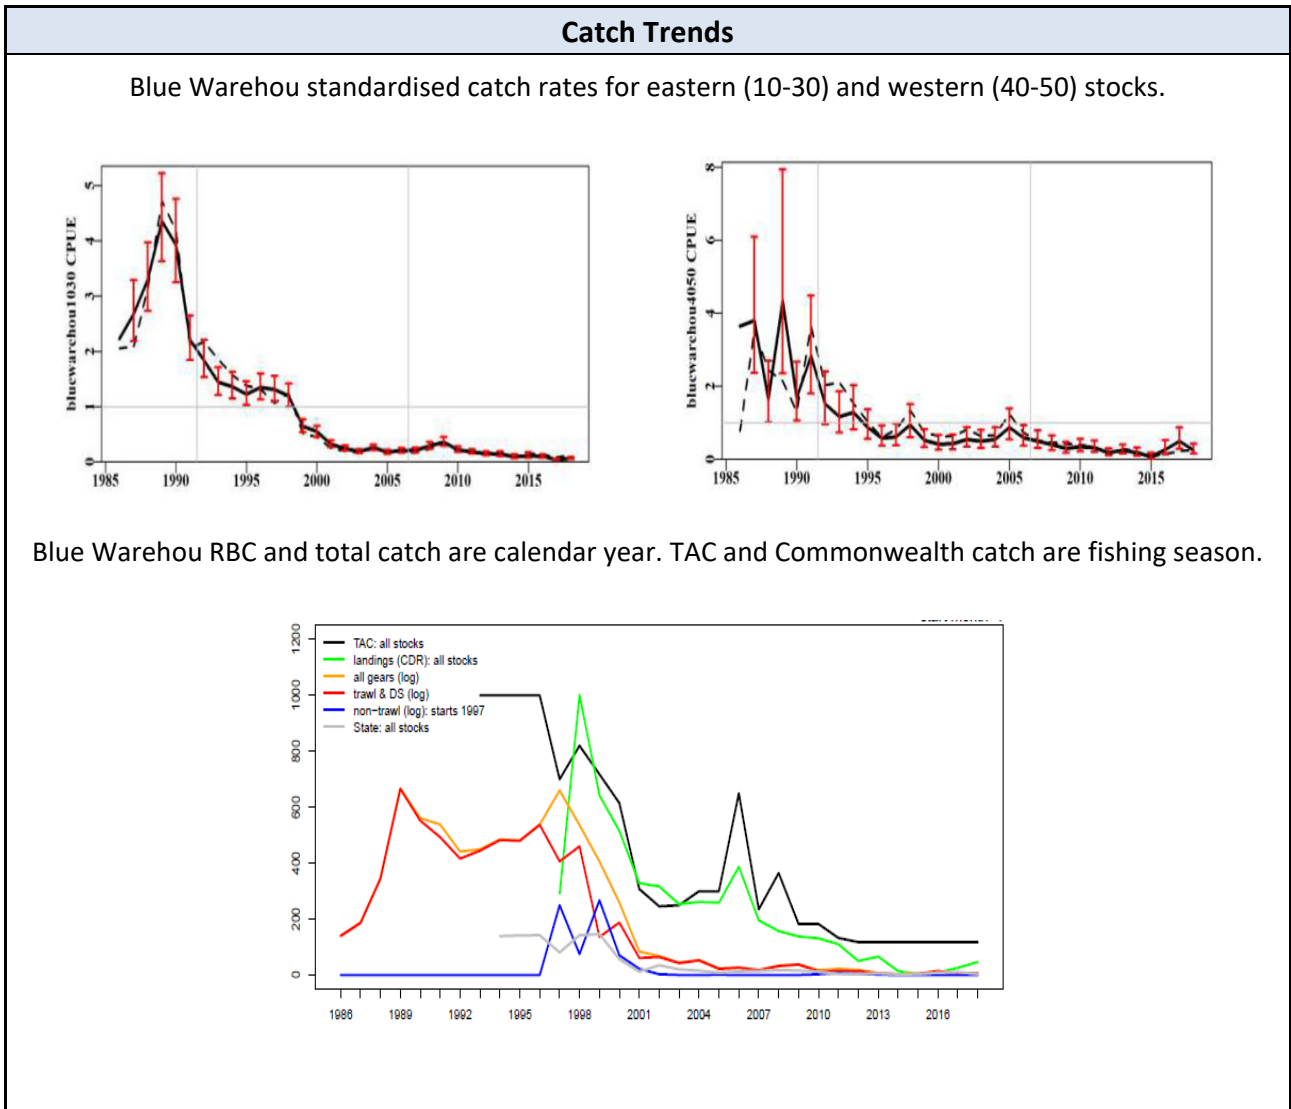 Catch Trends
Blue Warehou standardised catch rates for eastern (10-30) and western (40-50) stocks.
bluewarehou1030 CPUE
5
4
3
2
1
0
1985 1990 1995 2000 2005 2010 2015
bluewarehou4050 CPUE
8
6
4
2
0
1985 1990 1995 2000 2005 2010 2015
Blue Warehou RBC and total catch are calendar year. TAC and Commonwealth catch are fishing season.
1200
1000
800
600
400
200
0
TAC: all stocks
landings (CDR): all stocks
all gears (log)
trawl & DS (log)
non-trawl (log): starts 1997
State: all stocks
1986 1989 1992 1995 1998 2001 2004 2007 2010 2013 2016